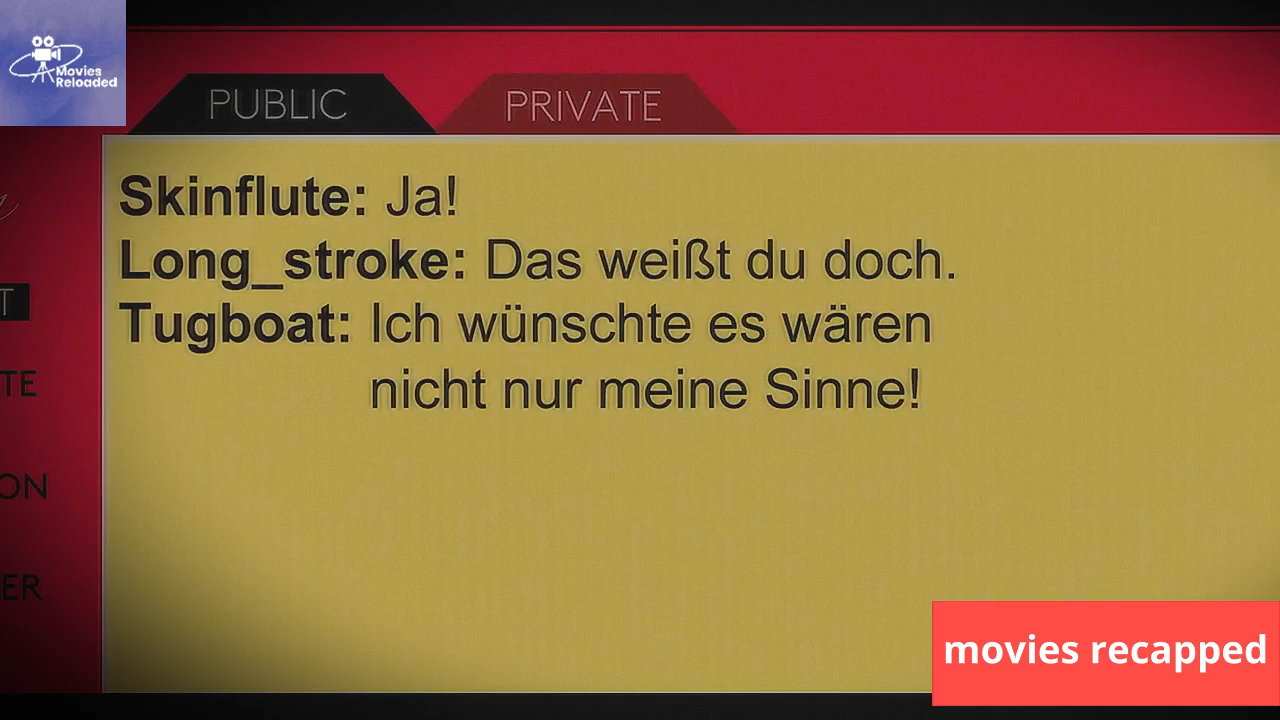 Movies
Reloaded
PUBLIC PRIVATE
Skinflute: Ja!
Long_stroke: Das weißt du doch.
T
Tugboat: Ich wünschte es wären
TE
nicht nur meine Sinne!
ON
ER
movies recapped